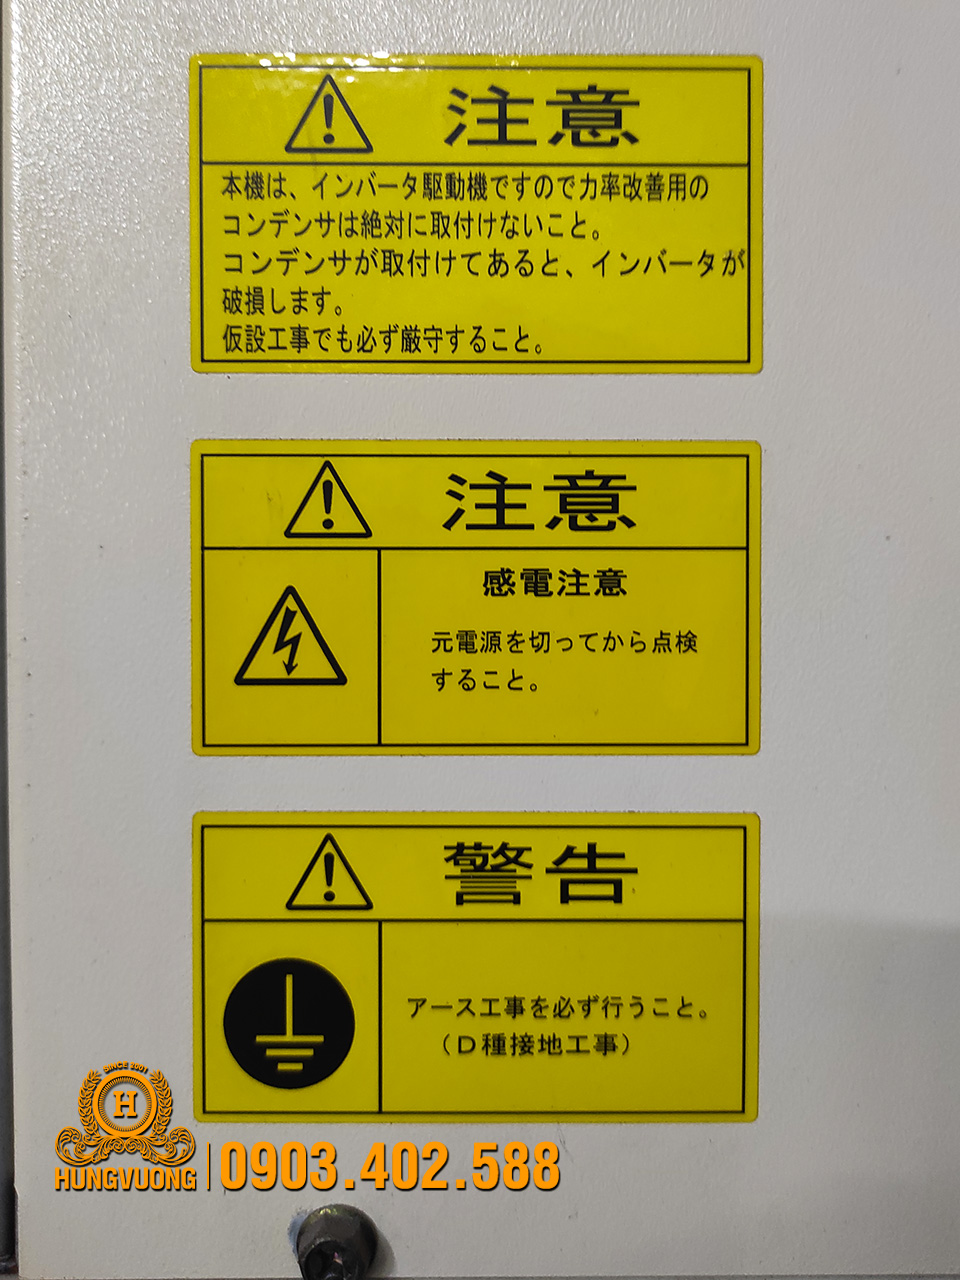 注意
本機は、インバータ駆動機ですので力率改善用の
コンデンサは絶対に取付けないこと。
コンデンサが取付けてあると、インバータが
破損します。
仮設工事でも必ず厳守すること。
注意
感電注意
元電源を切ってから点検
すること。
警告
アース工事を必ず行うこと。
(D種接地工事)
SINCE 2001
H
HUNGVUONG
0903.402.588